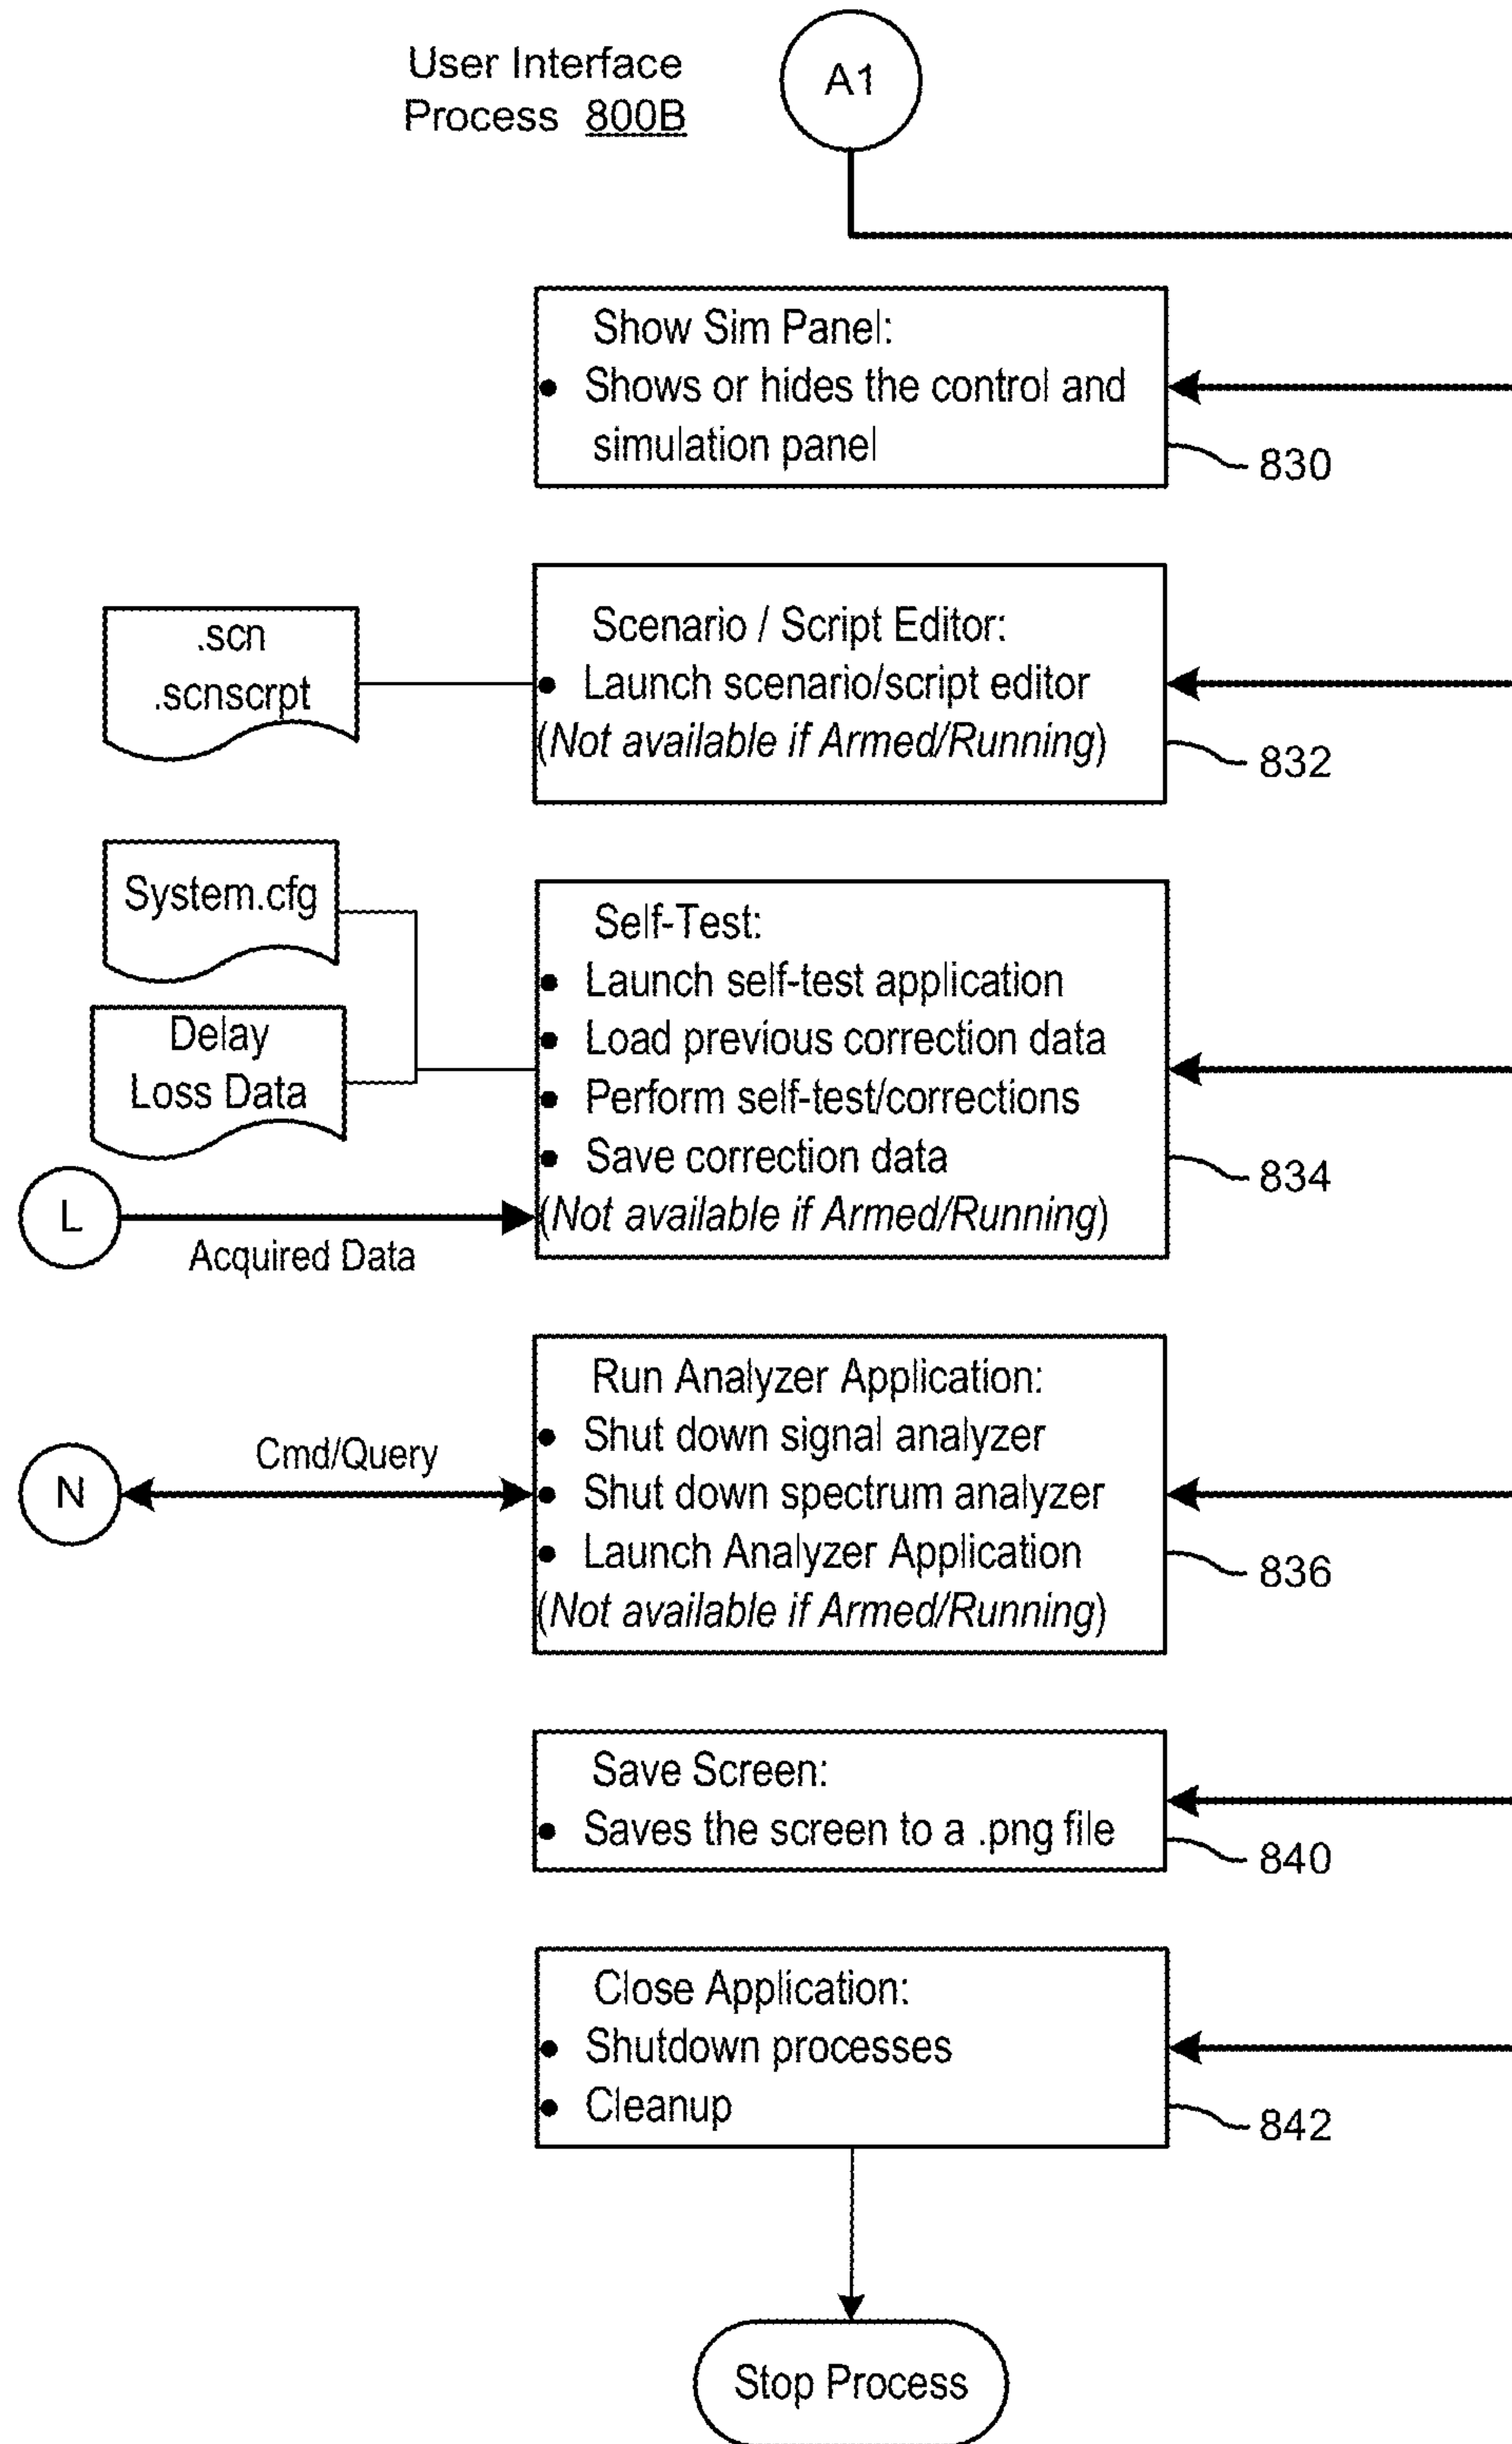 User Interface
Process 800B
A1
Show Sim Panel:
• Shows or hides the control and
simulation panel
830
.scn
.scnscrpt
Scenario / Script Editor:
• Launch scenario/script editor
(Not available if Armed/Running)
832
System.cfg
Delay
Loss Data
Self-Test:
• Launch self-test application
• Load previous correction data
• Perform self-test/corrections
• Save correction data
(Not available if Armed/Running)
834
L
Acquired Data
Run Analyzer Application:
• Shut down signal analyzer
• Shut down spectrum analyzer
• Launch Analyzer Application
(Not available if Armed/Running)
836
N
Cmd/Query
Save Screen:
• Saves the screen to a .png file
840
Close Application:
• Shutdown processes
• Cleanup
842
Stop Process